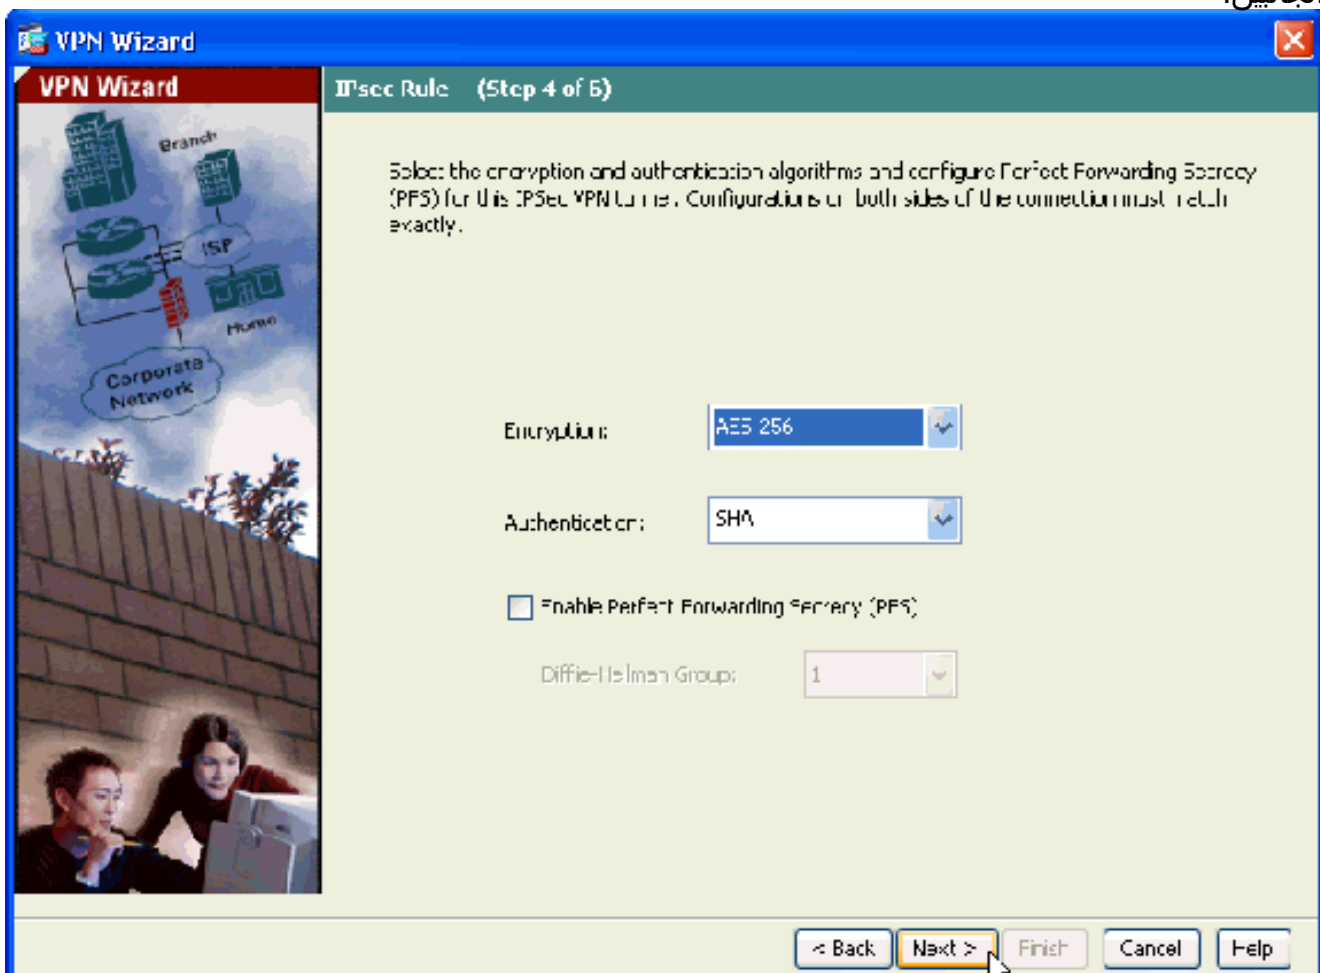 الجانبين.
VPN Wizard
VPN Wizard
IPsec Rule (Step 4 of 6)
Branch
ISP
Home
Corporate
Network
Select the encryption and authentication algorithms and configure Perfect Forwarding Secrecy
(PFS) for this IPSec VPN tunnel. Configurations on both sides of the connection must match
exactly.
Encryption:
AES-256
Authentication:
SHA
Enable Perfect Forwarding Secrecy (PFS)
Diffie-Hellman Group:
1
< Back
Next >
Finish
Cancel
Help